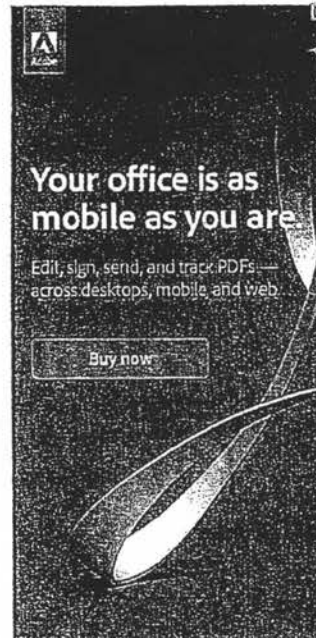 Adobe
Your office is as
mobile as you are
Edit, sign, send, and track PDFs —
across desktops, mobile and web.
Buy now